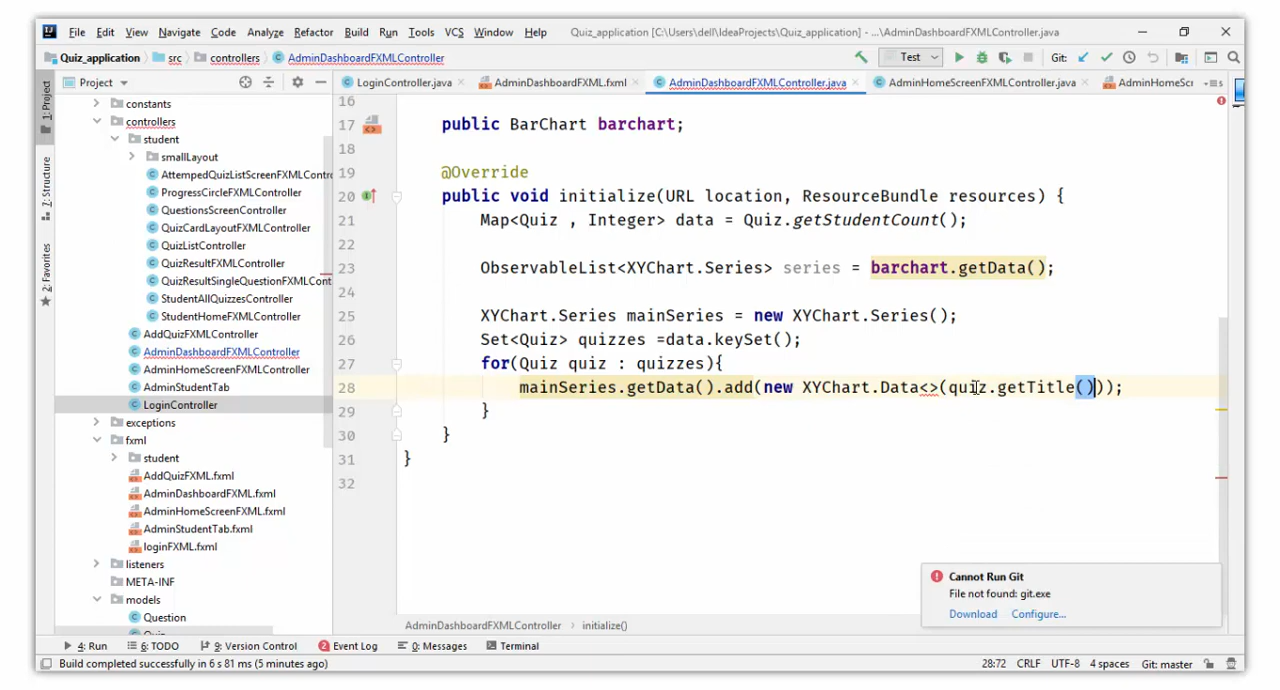 File Edit View Navigate Code Analyze Refactor Build Run Tools VCS Window Help Quiz_application [C:\Users\dell\IdeaProjects\Quiz_application] - ...\AdminDashboardFXMLController.java
Quiz_application src controllers AdminDashboardFXMLController Test Git:
Project LoginController.java AdminDashboardFXML.fxml AdminDashboardFXMLController.java AdminHomeScreenFXMLController.java AdminHomeScr
1: Project
7: Structure
2: Favorites
constants
controllers
student
smallLayout
AttempedQuizListScreenFXMLContr
ProgressCircleFXMLController
QuestionsScreenController
QuizCardLayoutFXMLController
QuizListController
QuizResultFXMLController
QuizResultSingleQuestionFXMLCont
StudentAllQuizzesController
StudentHomeFXMLController
AddQuizFXMLController
AdminDashboardFXMLController
AdminHomeScreenFXMLController
AdminStudentTab
LoginController
exceptions
fxml
student
AddQuizFXML.fxml
AdminDashboardFXML.fxml
AdminHomeScreenFXML.fxml
AdminStudentTab.fxml
loginFXML.fxml
listeners
META-INF
models
Question
Quiz
16
17 public BarChart barchart;
18
19 @Override
20 public void initialize(URL location, ResourceBundle resources) {
21 Map<Quiz , Integer> data = Quiz.getStudentCount();
22
23 ObservableList<XYChart.Series> series = barchart.getData();
24
25 XYChart.Series mainSeries = new XYChart.Series();
26 Set<Quiz> quizzes =data.keySet();
27 for(Quiz quiz : quizzes){
28 mainSeries.getData().add(new XYChart.Data<>(quiz.getTitle()));
29 }
30 }
31 }
32
Cannot Run Git
File not found: git.exe
Download Configure...
AdminDashboardFXMLController › initialize()
4: Run 6: TODO 9: Version Control 2 Event Log 0: Messages Terminal
Build completed successfully in 6 s 81 ms (5 minutes ago) 28:72 CRLF UTF-8 4 spaces Git: master